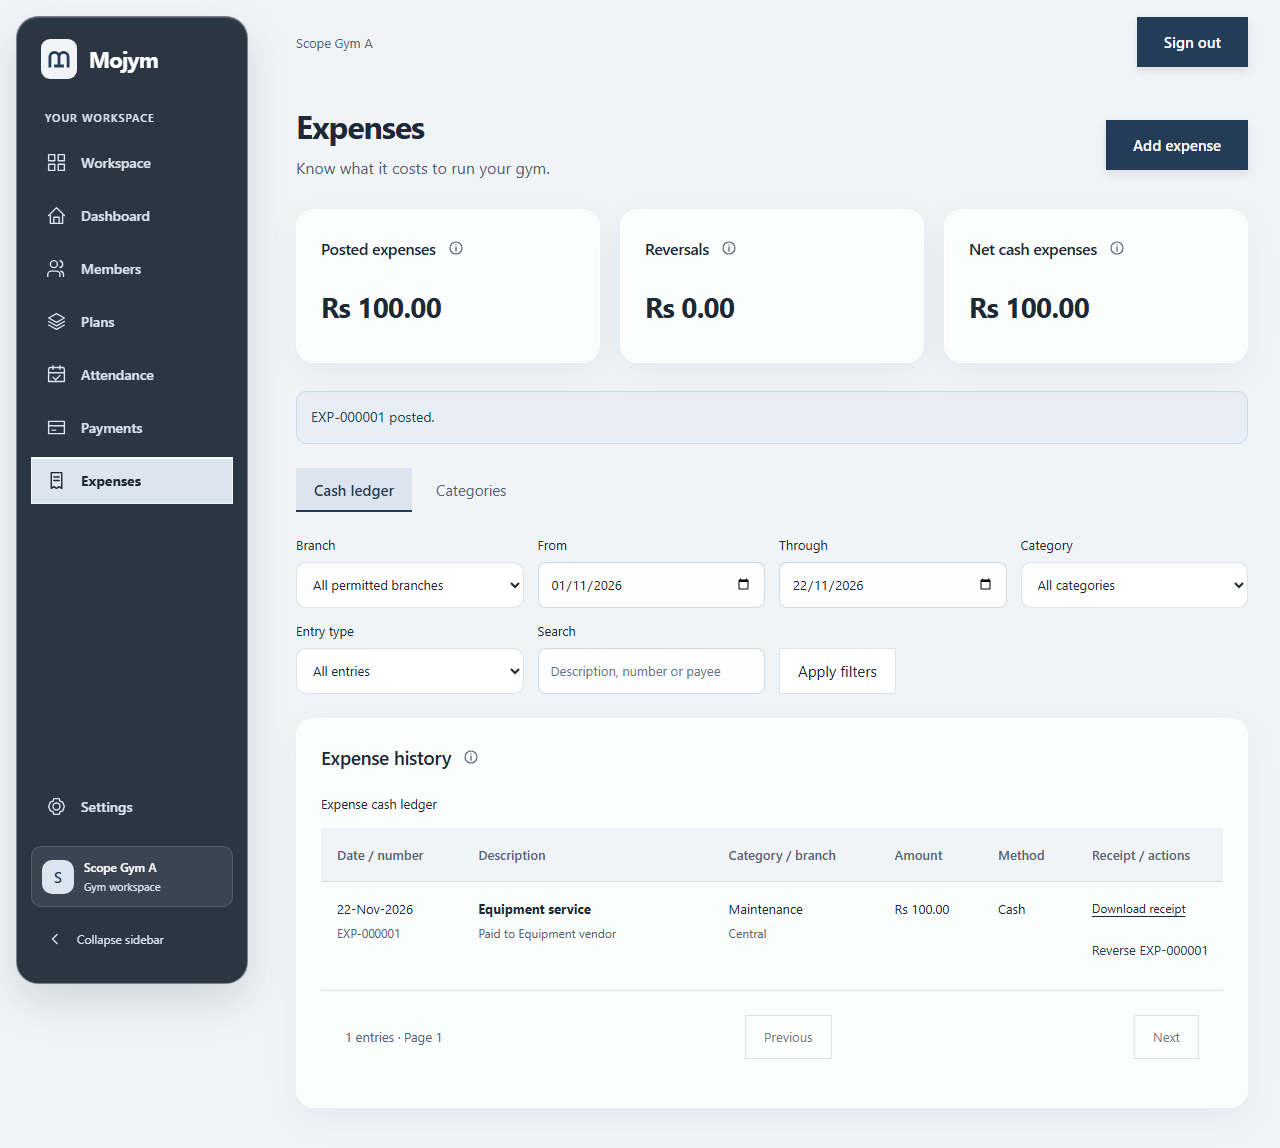 Mojym
YOUR WORKSPACE
Workspace
Dashboard
Members
Plans
Attendance
Payments
Expenses
Settings
S
Scope Gym A
Gym workspace
Collapse sidebar
Scope Gym A
Sign out
Expenses
Know what it costs to run your gym.
Add expense
Posted expenses
Rs 100.00
Reversals
Rs 0.00
Net cash expenses
Rs 100.00
EXP-000001 posted.
Cash ledger Categories
Branch From Through Category
All permitted branches 01/11/2026 22/11/2026 All categories
Entry type Search
All entries Description, number or payee Apply filters
Expense history
Expense cash ledger
Date / number Description Category / branch Amount Method Receipt / actions
22-Nov-2026 Equipment service Maintenance Rs 100.00 Cash Download receipt
EXP-000001 Paid to Equipment vendor Central
Reverse EXP-000001
1 entries · Page 1 Previous Next